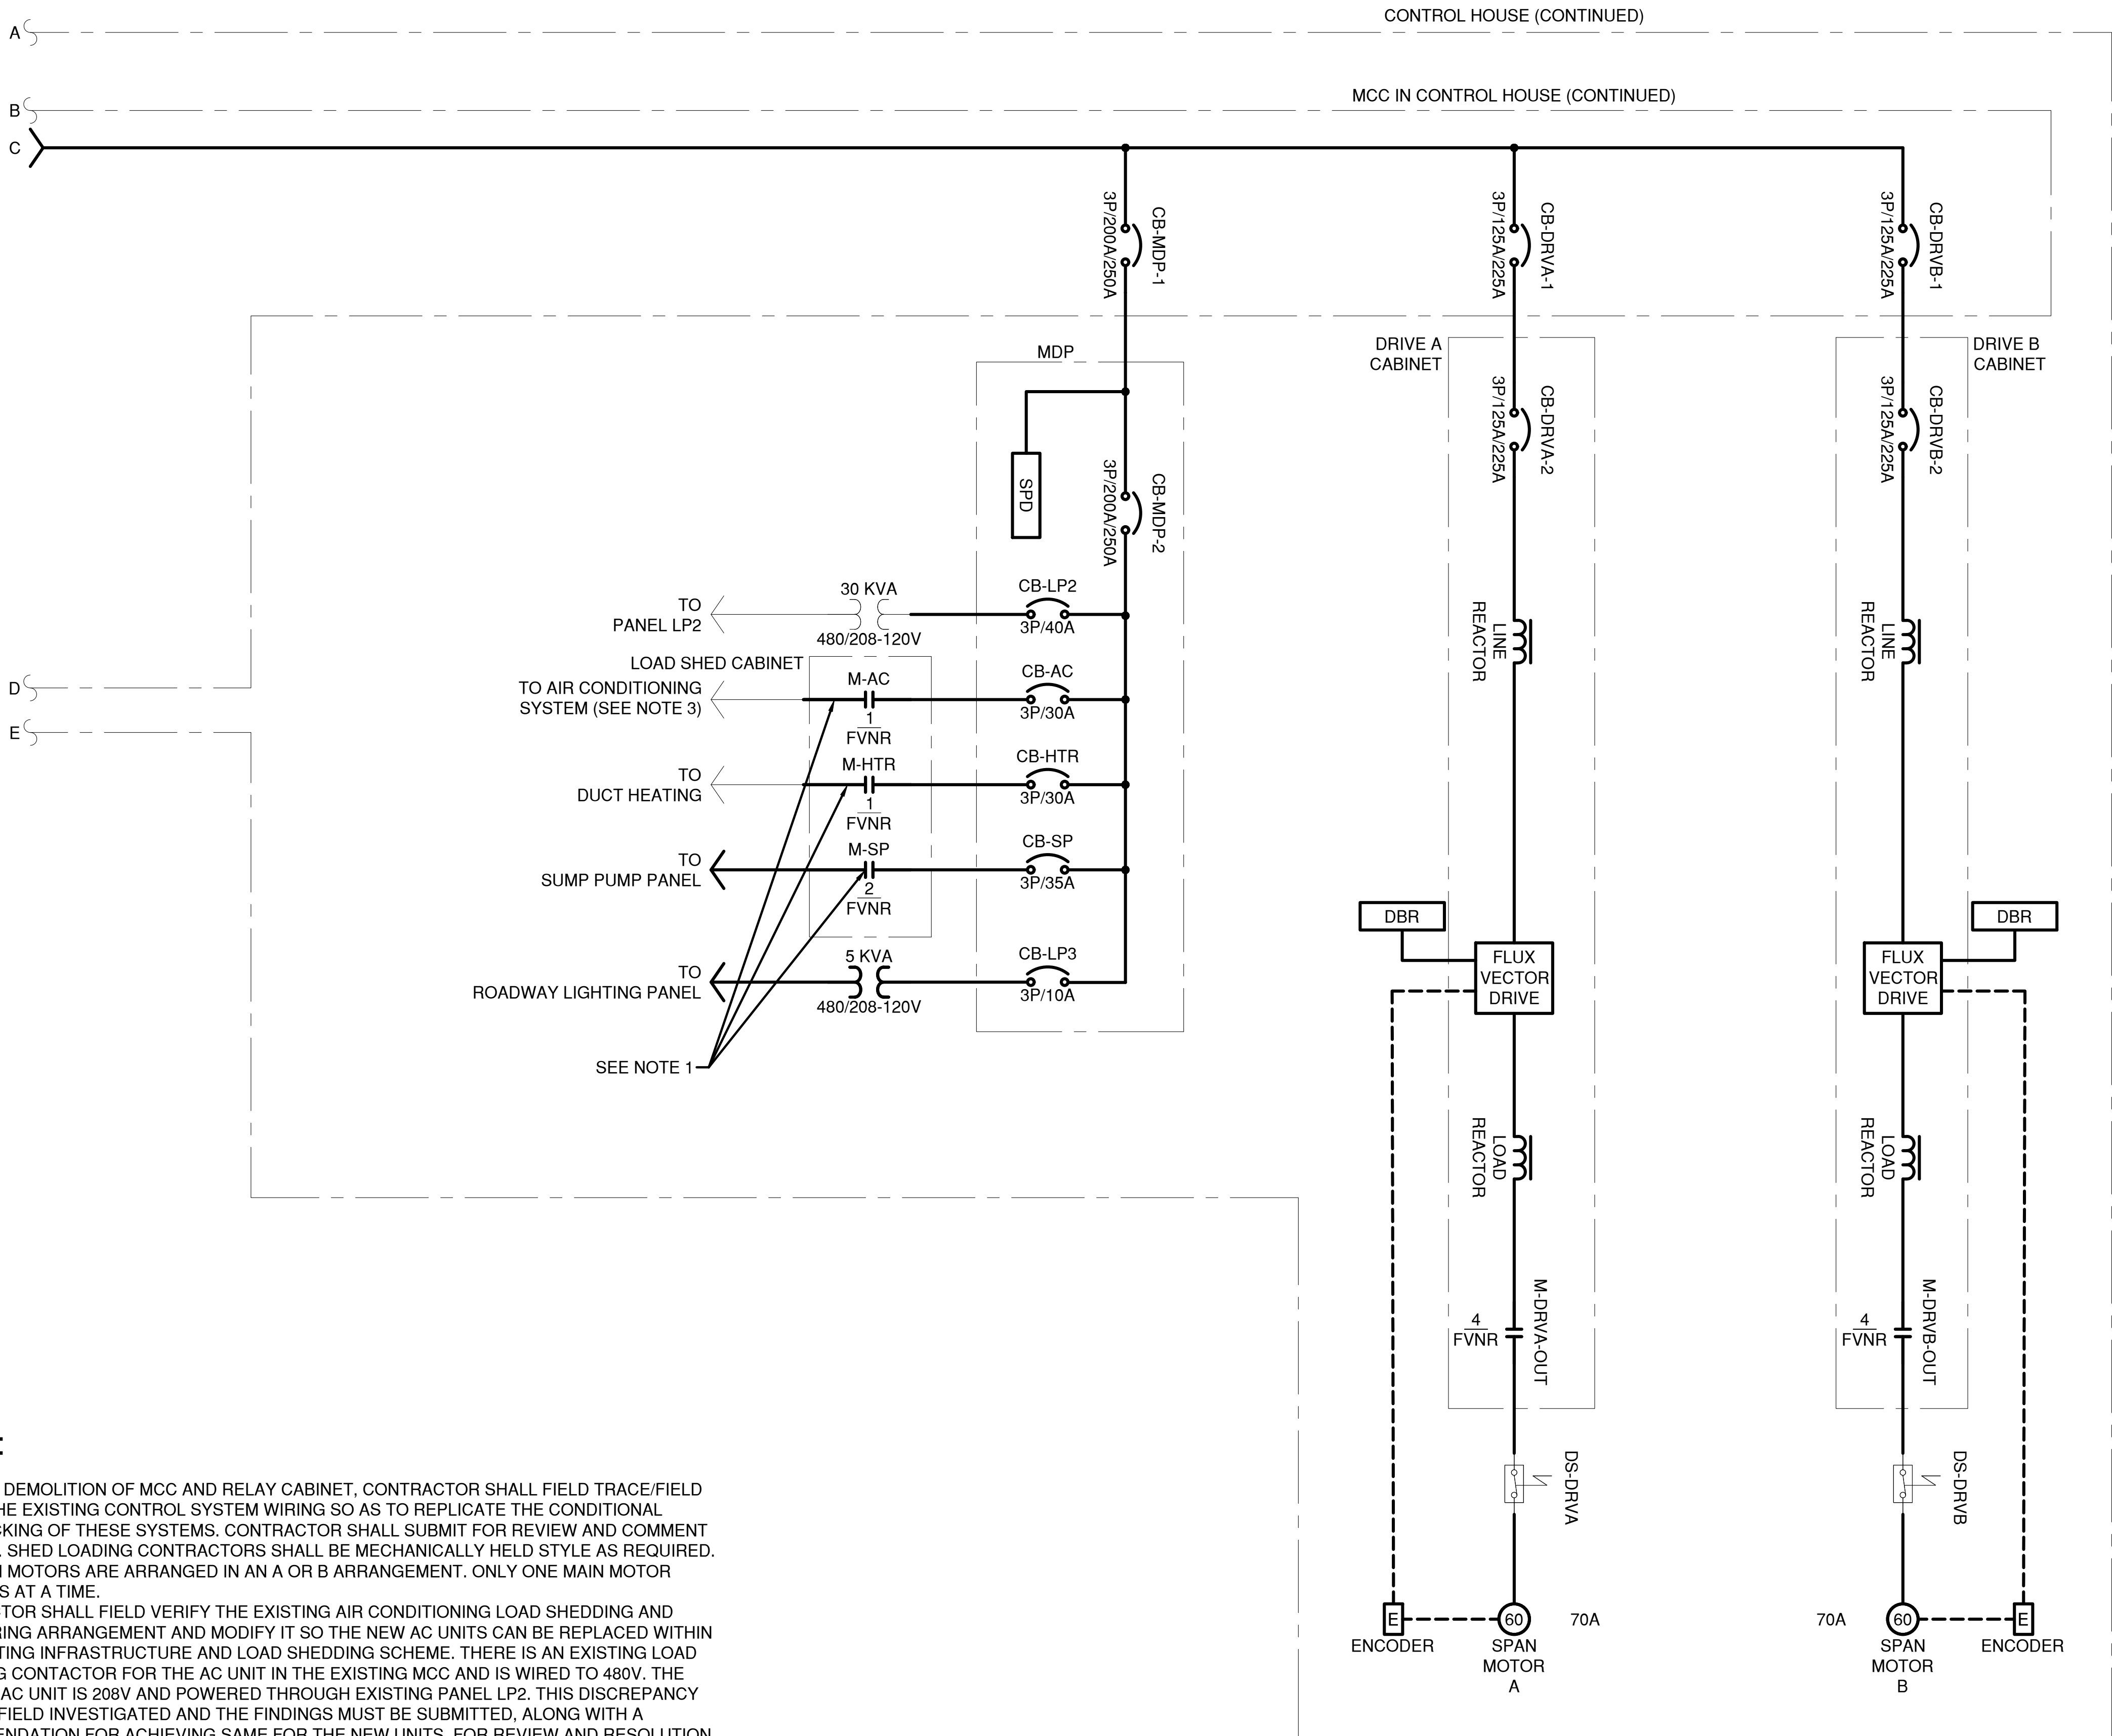 CONTROL HOUSE (CONTINUED)
A
MCC IN CONTROL HOUSE (CONTINUED)
B
C
3P/200A/250A
CB-MDP-1
3P/125A/225A
CB-DRVA-1
3P/125A/225A
CB-DRVB-1
MDP
DRIVE A
CABINET
DRIVE B
CABINET
3P/125A/225A
CB-DRVA-2
3P/125A/225A
CB-DRVB-2
SPD
3P/200A/250A
CB-MDP-2
30 KVA
CB-LP2
TO
PANEL LP2
480/208-120V
3P/40A
LINE
REACTOR
LINE
REACTOR
LOAD SHED CABINET
D
TO AIR CONDITIONING
SYSTEM (SEE NOTE 3)
M-AC
1
FVNR
CB-AC
3P/30A
E
TO
DUCT HEATING
M-HTR
1
FVNR
CB-HTR
3P/30A
TO
SUMP PUMP PANEL
M-SP
2
FVNR
CB-SP
3P/35A
TO
ROADWAY LIGHTING PANEL
5 KVA
480/208-120V
CB-LP3
3P/10A
SEE NOTE 1
DBR
FLUX
VECTOR
DRIVE
FLUX
VECTOR
DRIVE
DBR
LOAD
REACTOR
LOAD
REACTOR
4
FVNR
M-DRVA-OUT
4
FVNR
M-DRVB-OUT
DS-DRVA
DS-DRVB
E
ENCODER
60
SPAN
MOTOR
A
70A
70A
60
SPAN
MOTOR
B
E
ENCODER
DEMOLITION OF MCC AND RELAY CABINET, CONTRACTOR SHALL FIELD TRACE/FIELD
HE EXISTING CONTROL SYSTEM WIRING SO AS TO REPLICATE THE CONDITIONAL
CKING OF THESE SYSTEMS. CONTRACTOR SHALL SUBMIT FOR REVIEW AND COMMENT
. SHED LOADING CONTRACTORS SHALL BE MECHANICALLY HELD STYLE AS REQUIRED.
MOTORS ARE ARRANGED IN AN A OR B ARRANGEMENT. ONLY ONE MAIN MOTOR
S AT A TIME.
TOR SHALL FIELD VERIFY THE EXISTING AIR CONDITIONING LOAD SHEDDING AND
RING ARRANGEMENT AND MODIFY IT SO THE NEW AC UNITS CAN BE REPLACED WITHIN
TING INFRASTRUCTURE AND LOAD SHEDDING SCHEME. THERE IS AN EXISTING LOAD
G CONTACTOR FOR THE AC UNIT IN THE EXISTING MCC AND IS WIRED TO 480V. THE
AC UNIT IS 208V AND POWERED THROUGH EXISTING PANEL LP2. THIS DISCREPANCY
FIELD INVESTIGATED AND THE FINDINGS MUST BE SUBMITTED, ALONG WITH A
ENDATION FOR ACHIEVING SAME FOR THE NEW UNITS, FOR REVIEW AND RESOLUTION